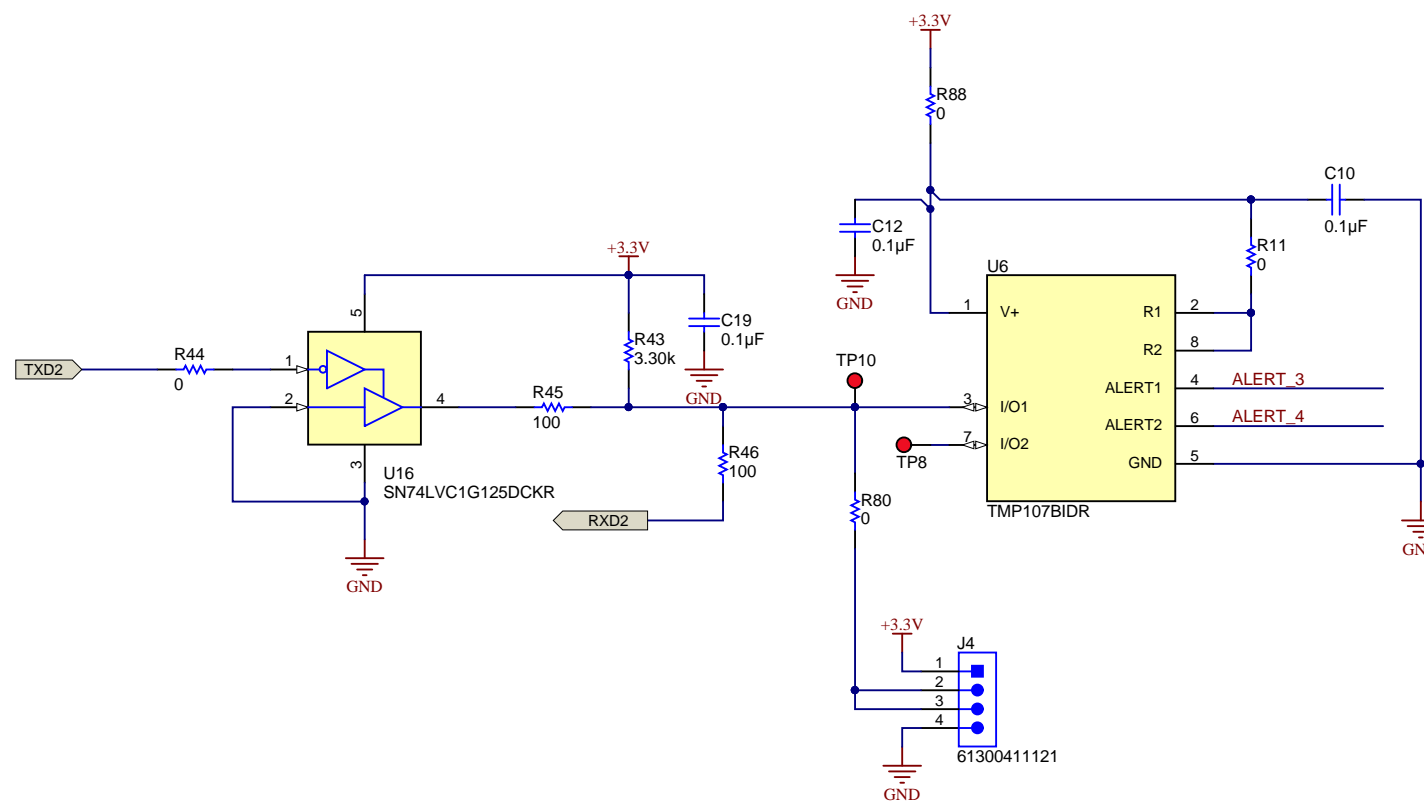 +3.3V
R88
0
C10
0.1µF
C12
0.1µF
GND
R11
0
+3.3V
U6
5
1
V+
R1
2
C19
0.1µF
R43
3.30k
R2
8
TXD2
R44
0
1
TP10
GND
ALERT1
4
ALERT_3
2
4
R45
100
3
I/O1
ALERT2
6
ALERT_4
7
I/O2
TP8
GND
5
R46
100
3
U16
SN74LVC1G125DCKR
R80
0
TMP107BIDR
RXD2
GN
GND
+3.3V
J4
1
2
3
4
61300411121
GND